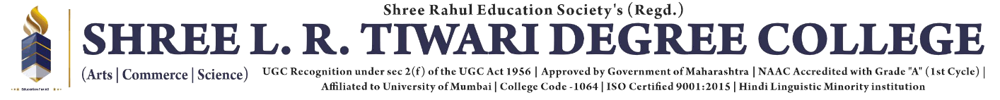 Shree Rahul Education Society's (Regd.)
SHREE L. R. TIWARI DEGREE COLLEGE
(Arts | Commerce | Science)
UGC Recognition under sec 2(f) of the UGC Act 1956 | Approved by Government of Maharashtra | NAAC Accredited with Grade "A" (1st Cycle) |
Affiliated to University of Mumbai | College Code -1064 | ISO Certified 9001:2015 | Hindi Linguistic Minority institution
Education For All